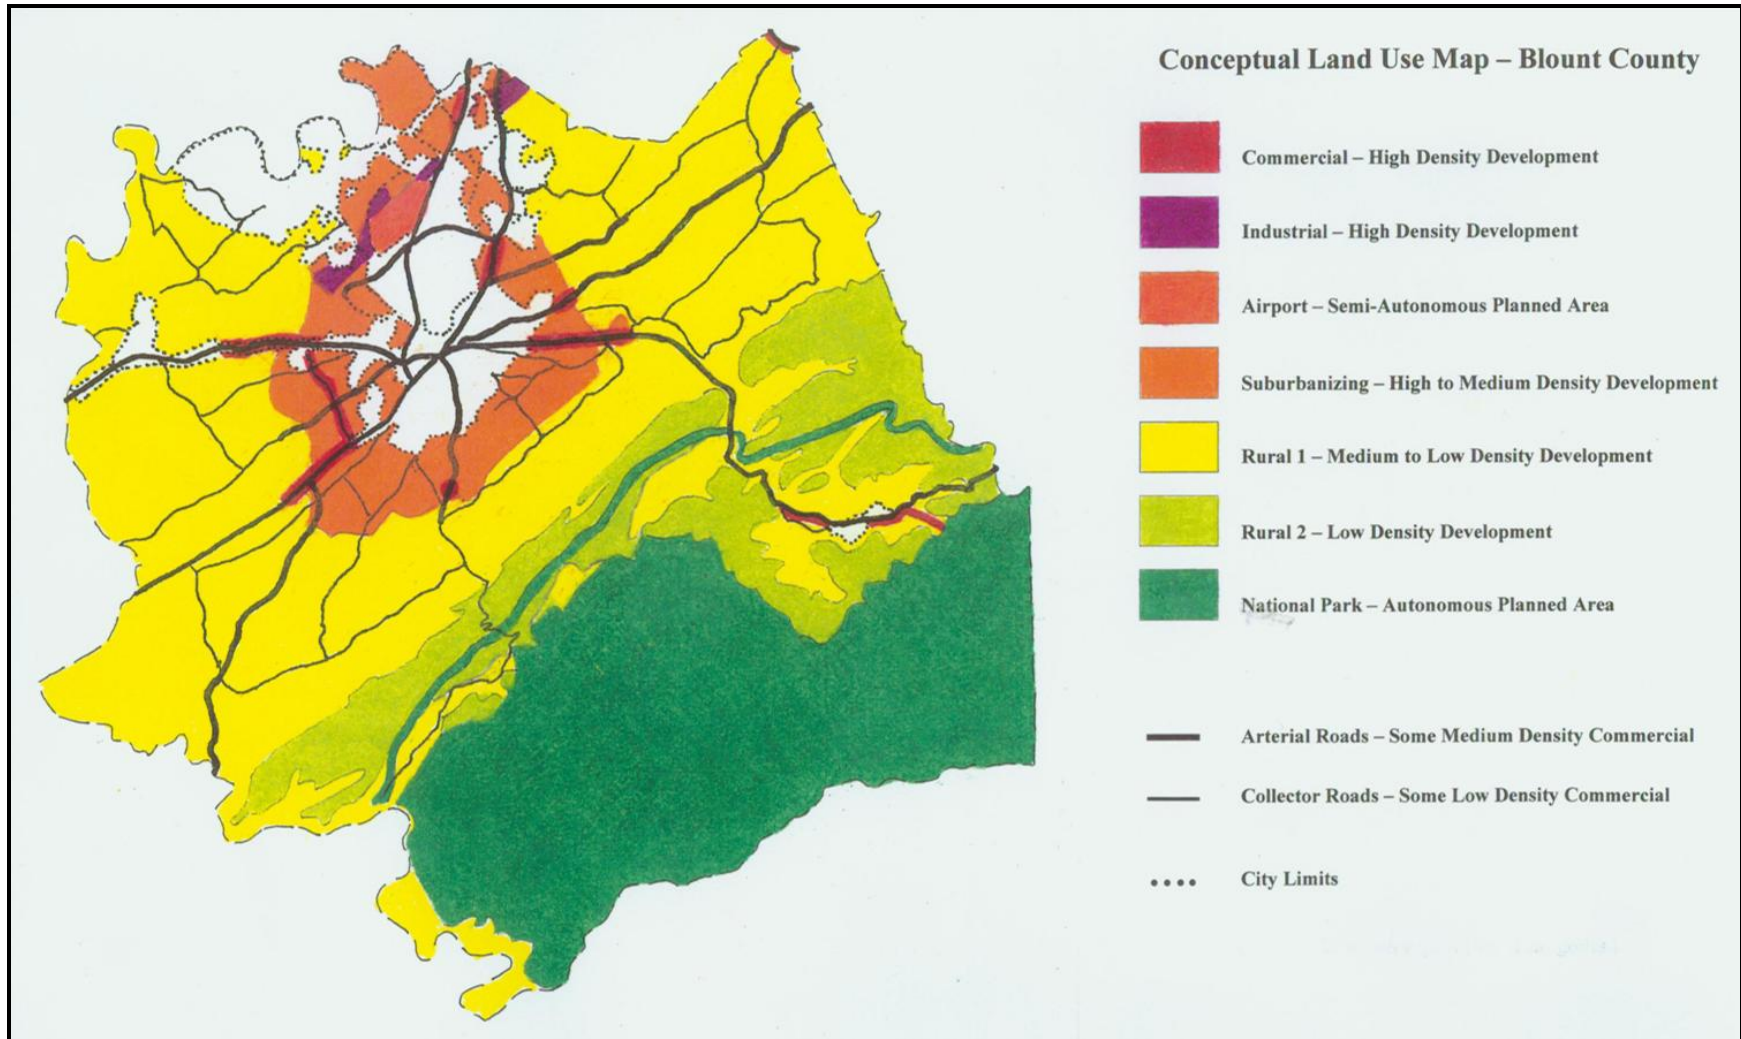 Conceptual Land Use Map – Blount County
Commercial – High Density Development
Industrial – High Density Development
Airport – Semi-Autonomous Planned Area
Suburbanizing – High to Medium Density Development
Rural 1 – Medium to Low Density Development
Rural 2 – Low Density Development
National Park – Autonomous Planned Area
Arterial Roads – Some Medium Density Commercial
Collector Roads – Some Low Density Commercial
City Limits